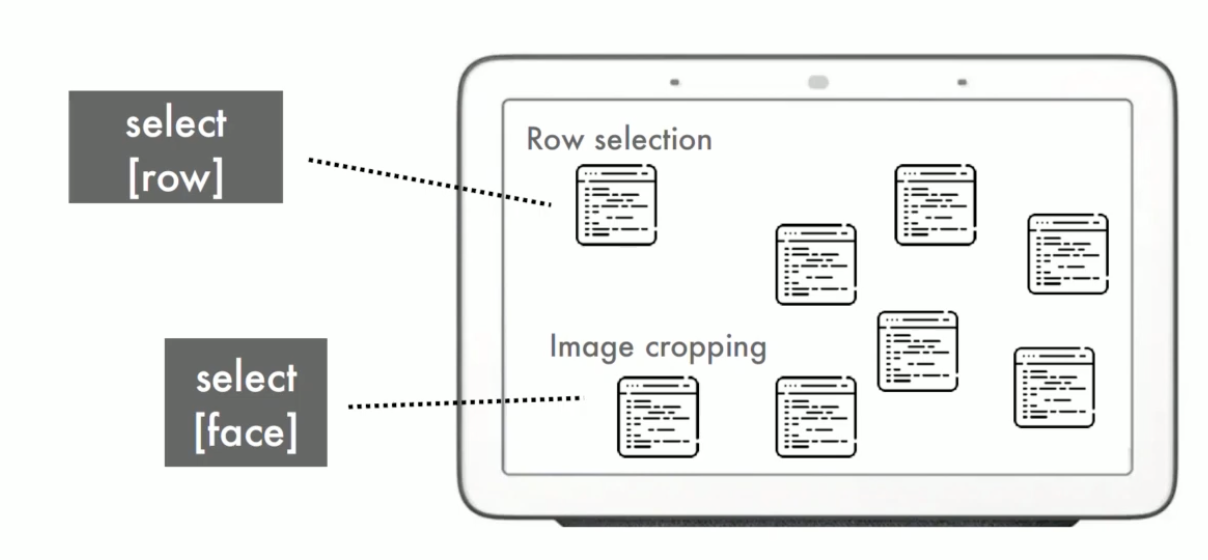 select
[row]
Row selection
Image cropping
select
[face]